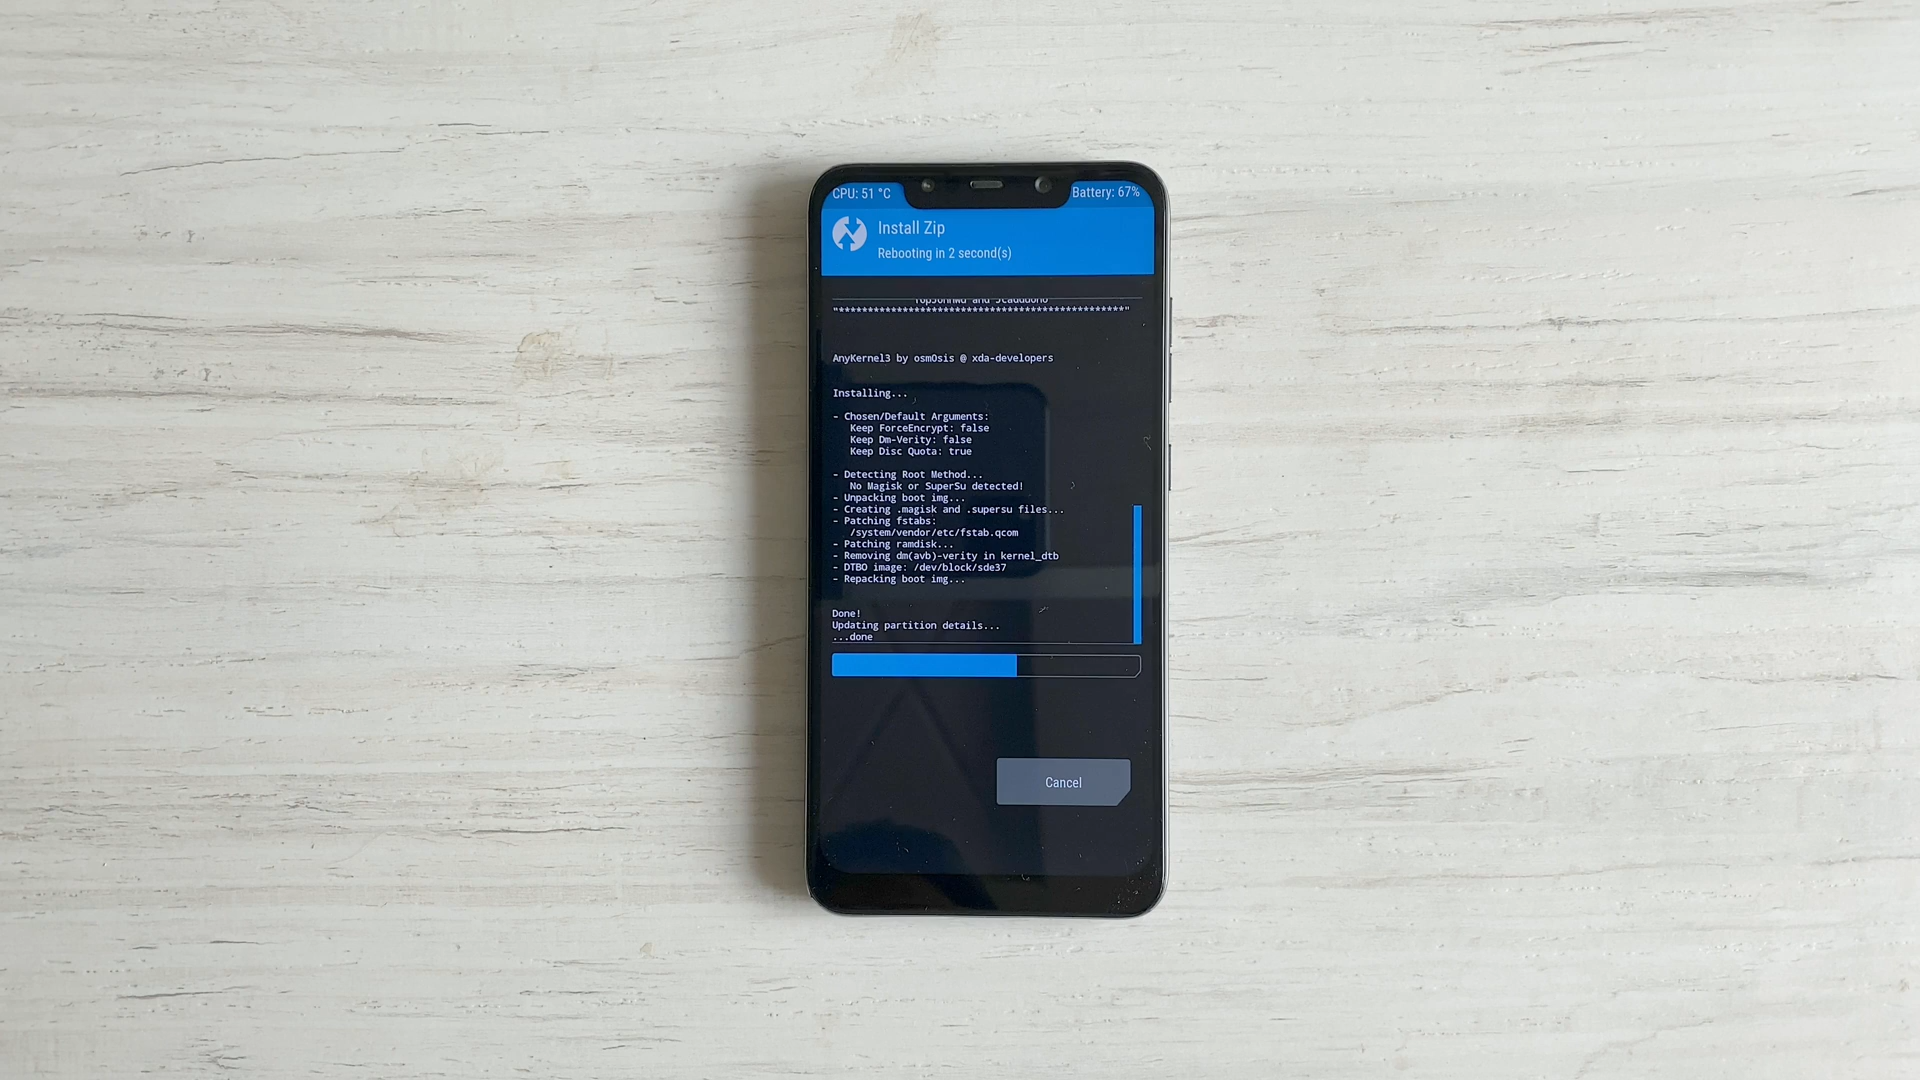 CPU: 51 °C
Battery: 67%
Install Zip
Rebooting in 2 second(s)
"*************************************************"
AnyKernel3 by osm0sis @ xda-developers
Installing...
- Chosen/Default Arguments:
Keep ForceEncrypt: false
Keep Dm-Verity: false
Keep Disc Quota: true
- Detecting Root Method...
No Magisk or SuperSu detected!
- Unpacking boot img...
- Creating .magisk and .supersu files...
- Patching fstabs:
/system/vendor/etc/fstab.qcom
- Patching ramdisk...
- Removing dm(avb)-verity in kernel_dtb
- DTBO image: /dev/block/sde37
- Repacking boot img...
Done!
Updating partition details...
...done
Cancel